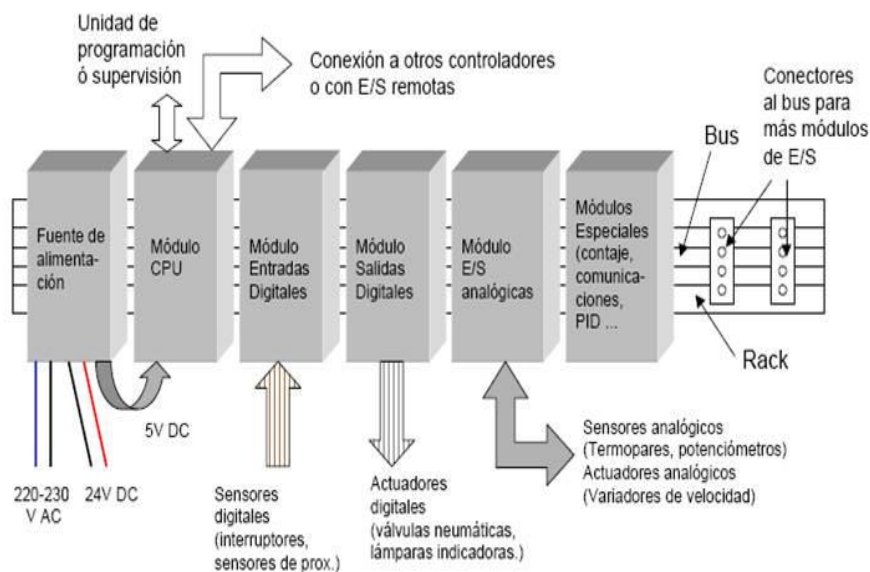 Unidad de
programación
ó supervisión
Conexión a otros controladores
o con E/S remotas
Conectores
al bus para
más módulos
de E/S
Bus
Fuente de
alimenta-
ción
Módulo
CPU
Módulo
Entradas
Digitales
Módulo
Salidas
Digitales
Módulo
E/S
analógicas
Módulos
Especiales
(contaje,
comunica-
ciones,
PID ...
Rack
5V DC
220-230
V AC
24V DC
Sensores
digitales
(interruptores,
sensores de prox.)
Actuadores
digitales
(válvulas neumáticas,
lámparas indicadoras.)
Sensores analógicos
(Termopares, potenciómetros)
Actuadores analógicos
(Variadores de velocidad)